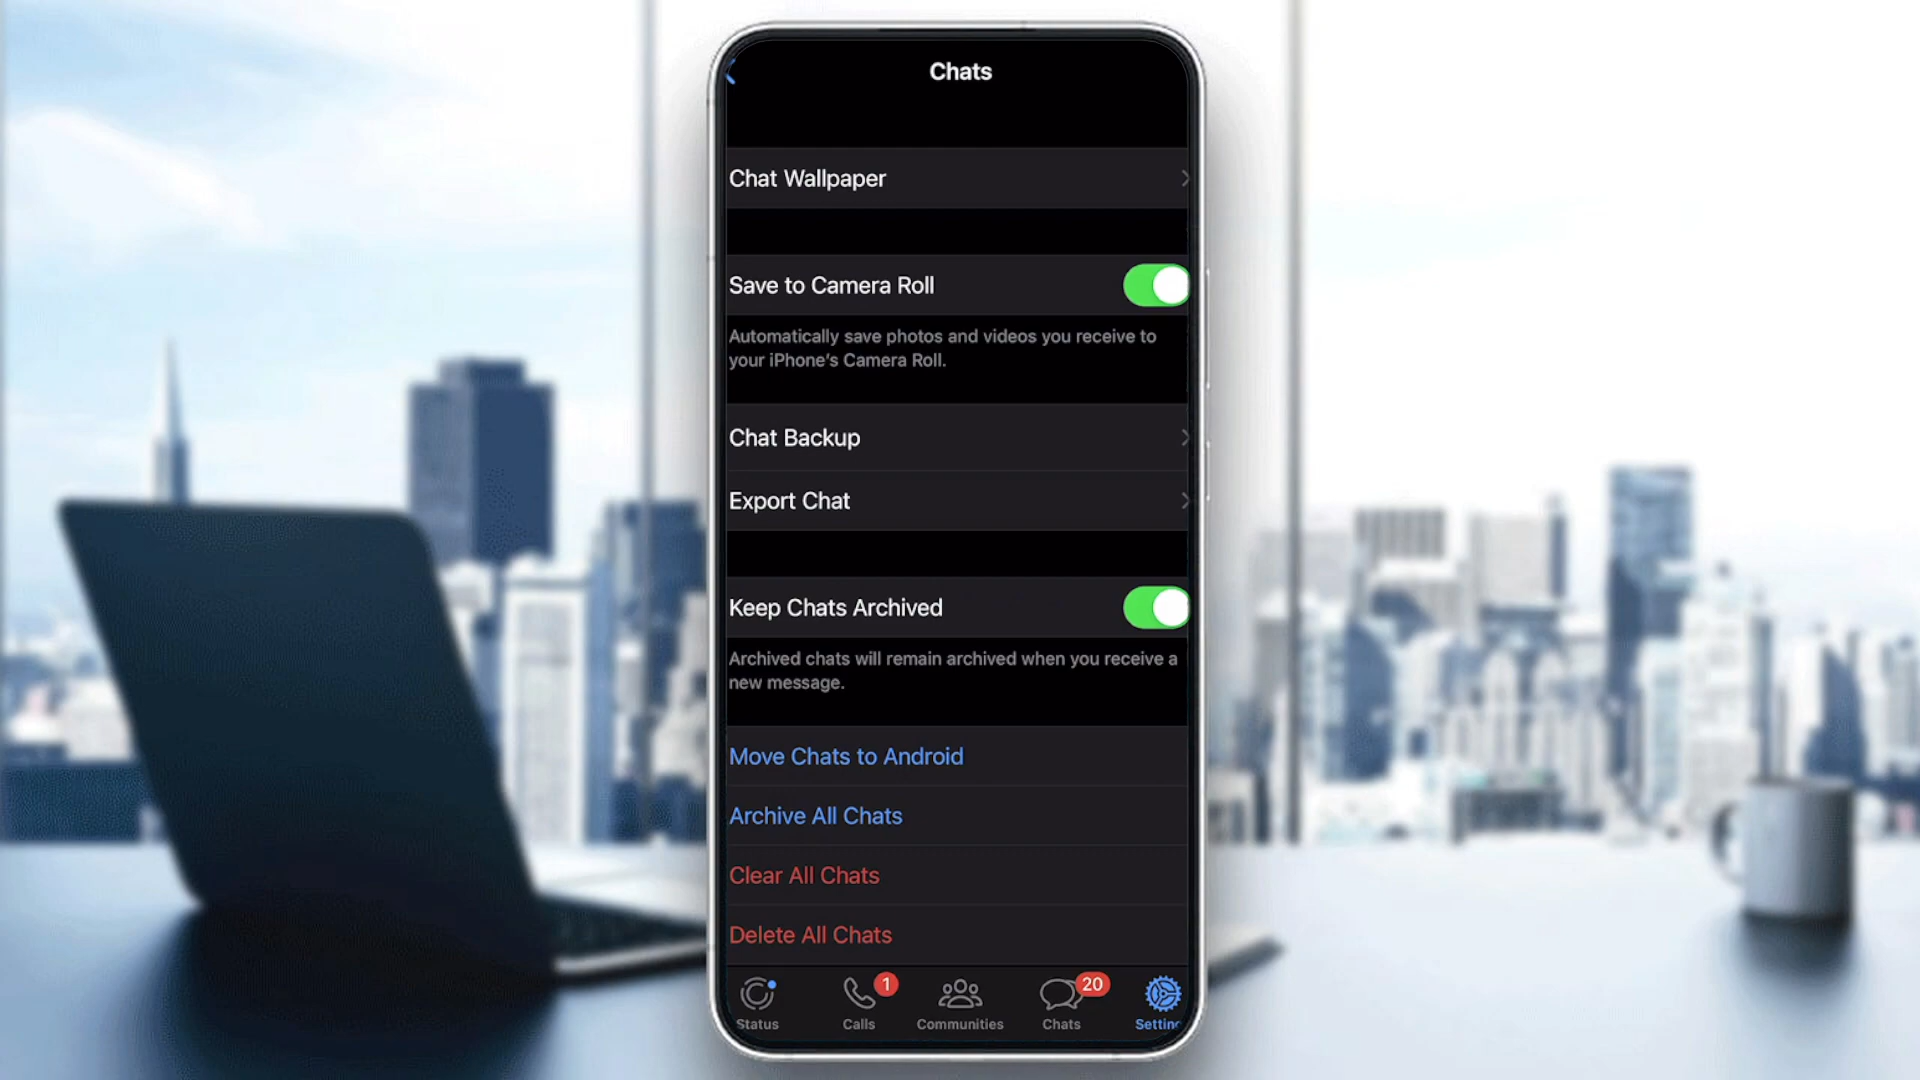 Chats
Chat Wallpaper
Save to Camera Roll
Automatically save photos and videos you receive to
your iPhone's Camera Roll.
Chat Backup
Export Chat
Keep Chats Archived
Archived chats will remain archived when you receive a
new message.
Move Chats to Android
Archive All Chats
Clear All Chats
Delete All Chats
1
20
Status
Calls
Communities
Chats
Setting